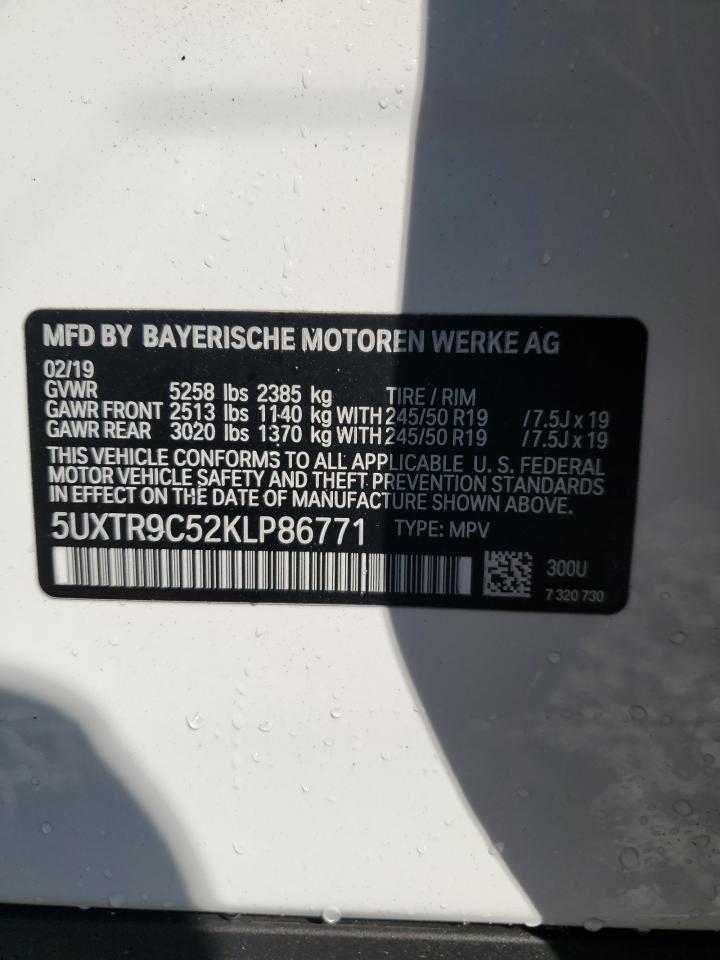 MFD BY BAYERISCHE MOTOREN WERKE AG
02/19
GVWR 5258 lbs 2385 kg TIRE / RIM
GAWR FRONT 2513 lbs 1140 kg WITH 245/50 R19 / 7.5J x 19
GAWR REAR 3020 lbs 1370 kg WITH 245/50 R19 / 7.5J x 19
THIS VEHICLE CONFORMS TO ALL APPLICABLE U. S. FEDERAL
MOTOR VEHICLE SAFETY AND THEFT PREVENTION STANDARDS
IN EFFECT ON THE DATE OF MANUFACTURE SHOWN ABOVE.
5UXTR9C52KLP86771 TYPE: MPV
300U
7 320 730